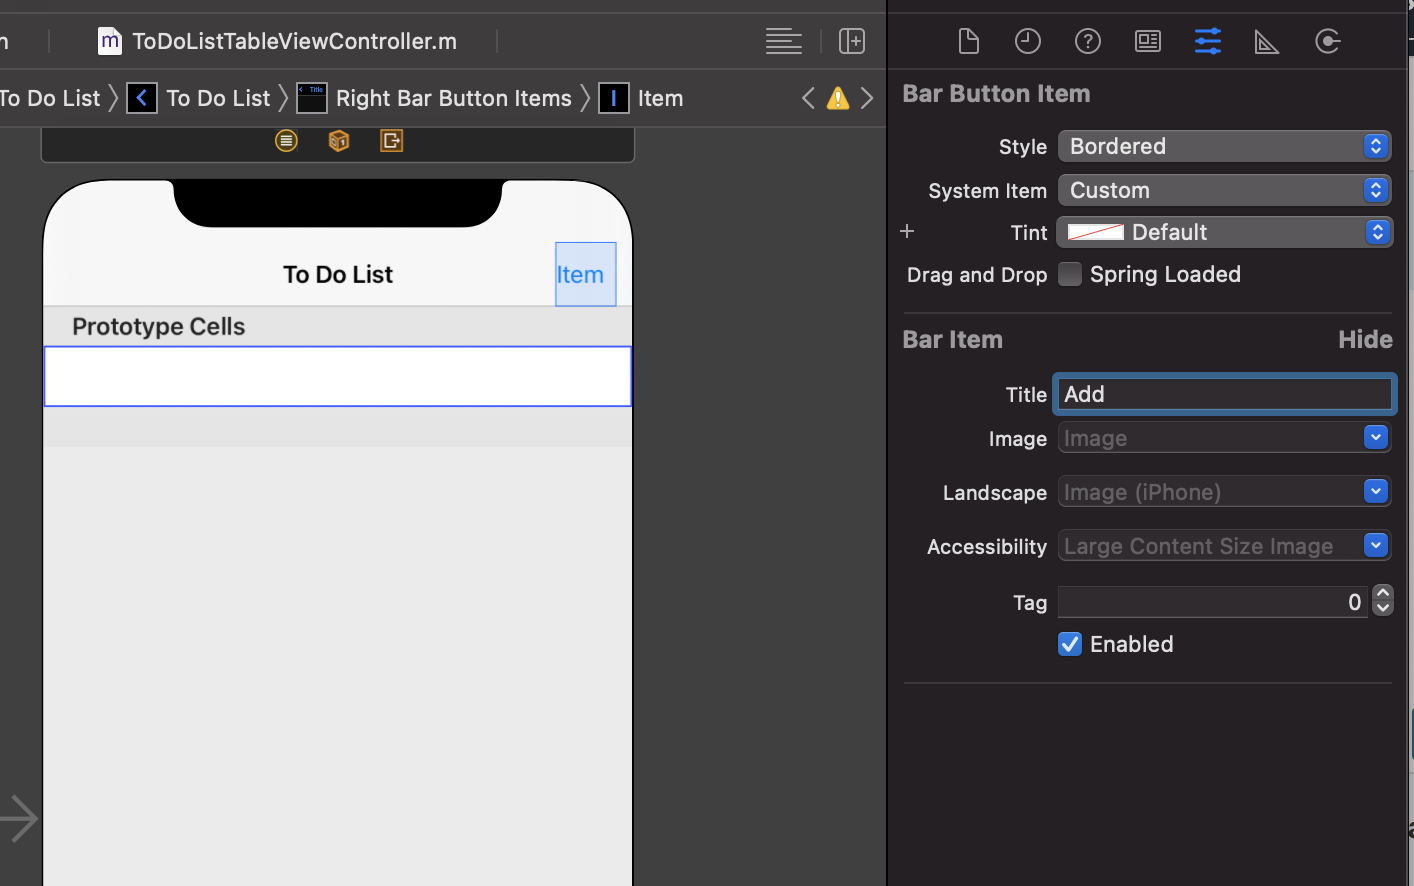 m ToDoListTableViewController.m
To Do List To Do List Right Bar Button Items Item
To Do List
Item
Prototype Cells
Bar Button Item
Style Bordered
System Item Custom
+ Tint Default
Drag and Drop Spring Loaded
Bar Item Hide
Title Add
Image Image
Landscape Image (iPhone)
Accessibility Large Content Size Image
Tag 0
Enabled